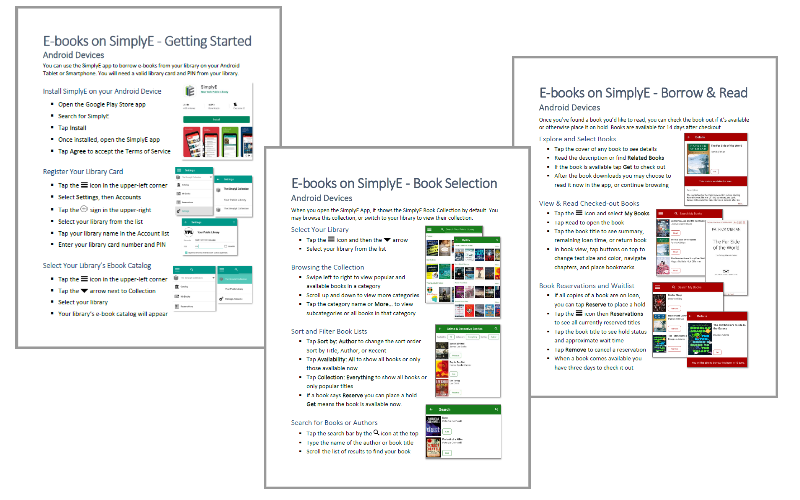 E-books on SimplyE - Getting Started
Android Devices
You can use the SimplyE app to borrow e-books from your library on your Android
Tablet or Smartphone. You will need a valid library card and PIN from your library.
Install SimplyE on your Android Device
▪ Open the Google Play Store app
▪ Search for SimplyE
▪ Tap Install
▪ Once installed, open the SimplyE app
▪ Tap Agree to accept the Terms of Service
SimplyE
Install
Register Your Library Card
▪ Tap the ☰ icon in the upper-left corner
▪ Select Settings, then Accounts
▪ Tap the sign in the upper-right
▪ Select your library from the list
▪ Tap your library name in the Account list
▪ Enter your library card number and PIN
Select Your Library's Ebook Catalog
▪ Tap the ☰ icon in the upper-left corner
▪ Tap the ▼ arrow next to Collection
▪ Select your library
▪ Your library's e-book catalog will appear
E-books on SimplyE - Book Selection
Android Devices
When you open the SimplyE App, it shows the SimplyE Book Collection by default. You
may browse the collection, or switch to your library to view their collection.
Select Your Library
▪ Tap the ☰ icon and then the ▼ arrow
▪ Select your library from the list
Browsing the Collection
▪ Swipe left to right to view popular and
available books in a category
▪ Scroll up and down to view more categories
▪ Tap the category name or More... to view
subcategories or all books in that category
Sort and Filter Book Lists
▪ Tap Sort by: Author to change the sort order
sort by Title, Author, or Recent
▪ Tap Availability: All to show all books or only
those available now
▪ Tap Collection: Everything to show all books or
only popular titles
▪ If a book says Reserve you can place a hold
Get means the book is available now
Search for Books or Authors
▪ Tap the search bar by the icon at the top
▪ Type the name of the author or book title
▪ Scroll the list of results to find your book
Search
E-books on SimplyE - Borrow & Read
Android Devices
Once you've found a book you'd like to read, you can check the book out if it's available
or otherwise place it on hold. Books are available for 14 days after checkout.
Explore and Select Books
▪ Tap the cover of any book to see details
▪ Read the description or find Related Books
▪ If the book is available tap Get to check out
▪ After the book downloads you may choose to
read it now in the app, or continue browsing
View & Read Checked-out Books
▪ Tap the ☰ icon and select My Books
▪ Tap Read to open the book
▪ Tap the book title to see summary,
remaining loan time, or return book
▪ In book view, tap buttons on top to
change text size and color, navigate
chapters, and place bookmarks
The Far Side
of the World
Book Reservations and Waitlist
▪ If all copies of a book are on loan,
you can tap Reserve to place a hold
▪ Tap the ☰ icon then Reservations
to see all currently reserved titles
▪ Tap the book title to see hold status
and approximate wait time
▪ Tap Remove to cancel a reservation
▪ When a book comes available you
have three days to check it out